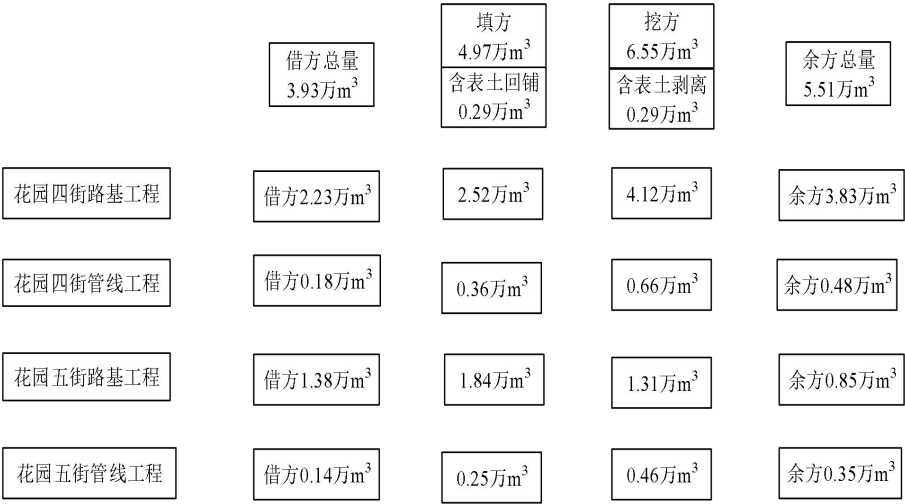 借方总量
3.93万m³
填方
4.97万m³
含表土回铺
0.29万m³
挖方
6.55万m³
含表土剥离
0.29万m³
余方总量
5.51万m³
花园四街路基工程
借方2.23万m³
2.52万m³
4.12万m³
余方3.83万m³
花园四街管线工程
借方0.18万m³
0.36万m³
0.66万m³
余方0.48万m³
花园五街路基工程
借方1.38万m³
1.84万m³
1.31万m³
余方0.85万m³
花园五街管线工程
借方0.14万m³
0.25万m³
0.46万m³
余方0.35万m³